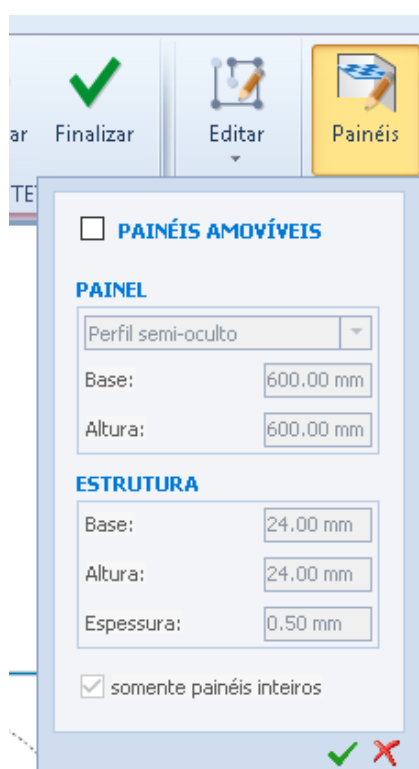 ar Finalizar Editar Painéis
TE
PAINÉIS AMOVÍVEIS
PAINEL
Perfil semi-oculto
Base: 600.00 mm
Altura: 600.00 mm
ESTRUTURA
Base: 24.00 mm
Altura: 24.00 mm
Espessura: 0.50 mm
somente painéis inteiros